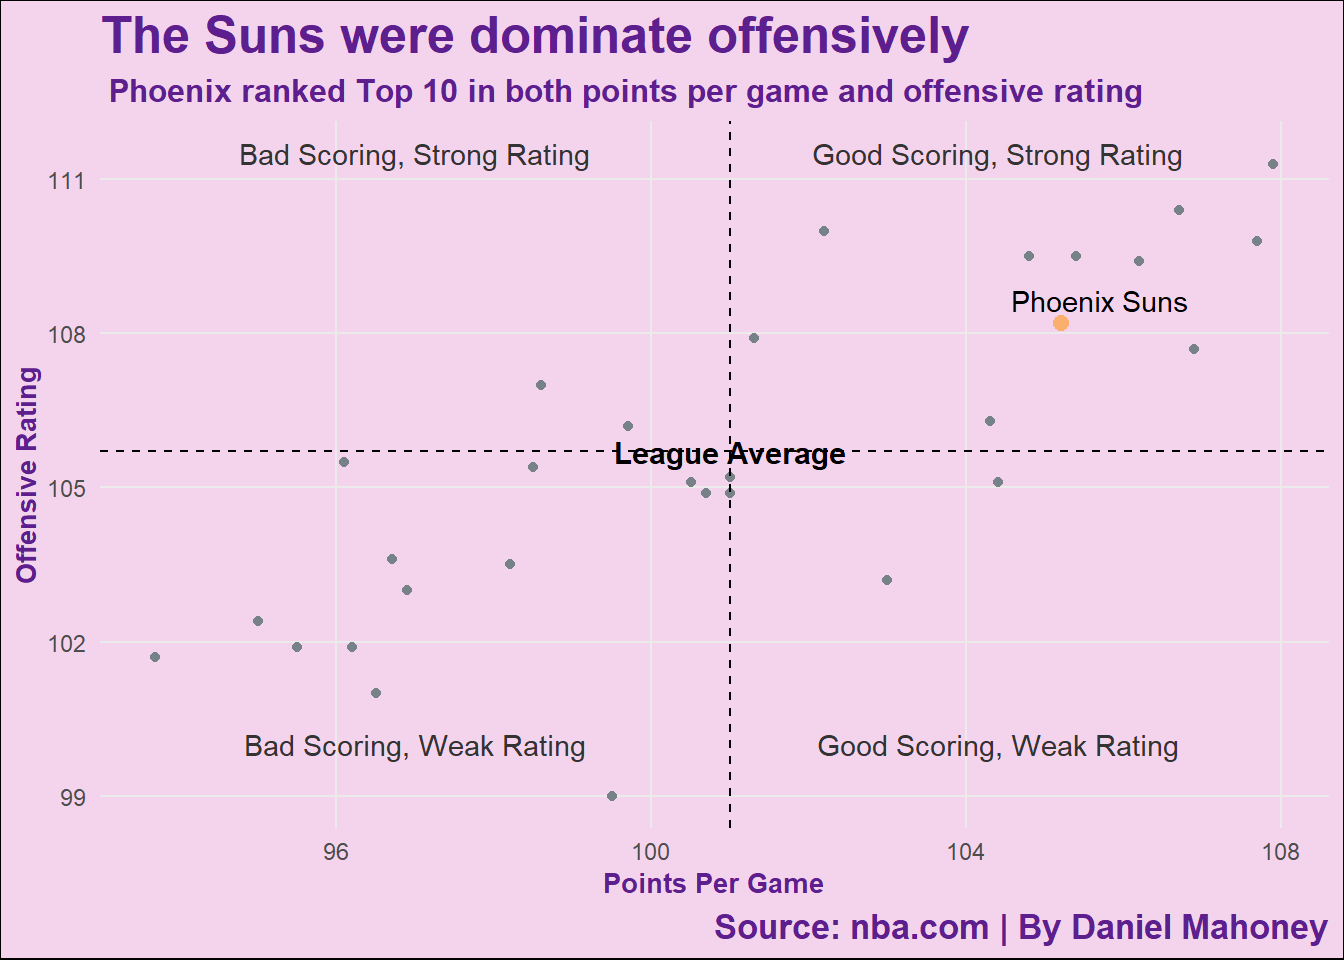 The Suns were dominate offensively
Phoenix ranked Top 10 in both points per game and offensive rating
Bad Scoring, Strong Rating
Good Scoring, Strong Rating
111
Phoenix Suns
108
League Average
105
102
Bad Scoring, Weak Rating
Good Scoring, Weak Rating
99
Offensive Rating
96 100 104 108
Points Per Game
Source: nba.com | By Daniel Mahoney